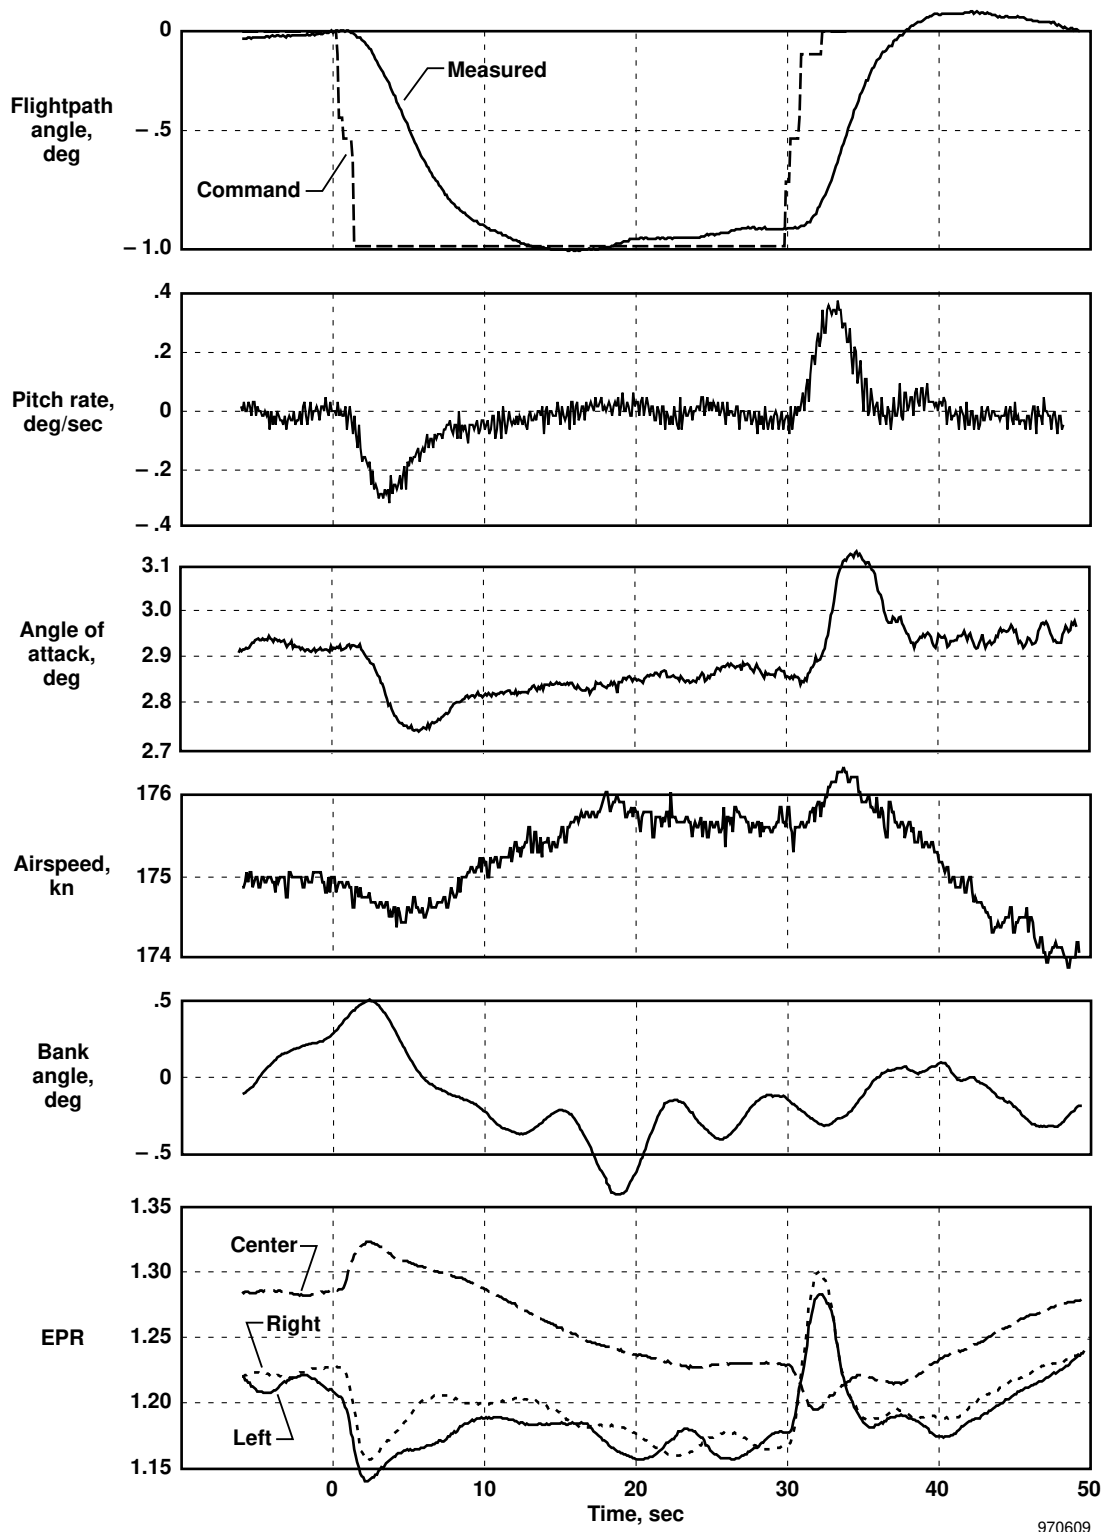 0
Flightpath
angle,
deg
– .5
– 1.0
Measured
Command
.4
.2
Pitch rate,
deg/sec
0
– .2
– .4
3.1
3.0
Angle of
attack,
deg
2.9
2.8
2.7
176
Airspeed,
kn
175
174
.5
Bank
angle,
deg
0
– .5
1.35
Center
1.30
Right
EPR
1.25
1.20
Left
1.15
0 10 20 30 40 50
Time, sec
970609